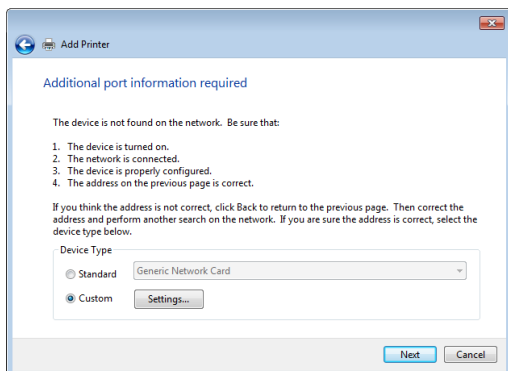 Add Printer
Additional port information required
The device is not found on the network.  Be sure that:
1.  The device is turned on.
2.  The network is connected.
3.  The device is properly configured.
4.  The address on the previous page is correct.
If you think the address is not correct, click Back to return to the previous page.  Then correct the
address and perform another search on the network.  If you are sure the address is correct, select the
device type below.
Device Type
Standard Generic Network Card
Custom Settings...
Next Cancel